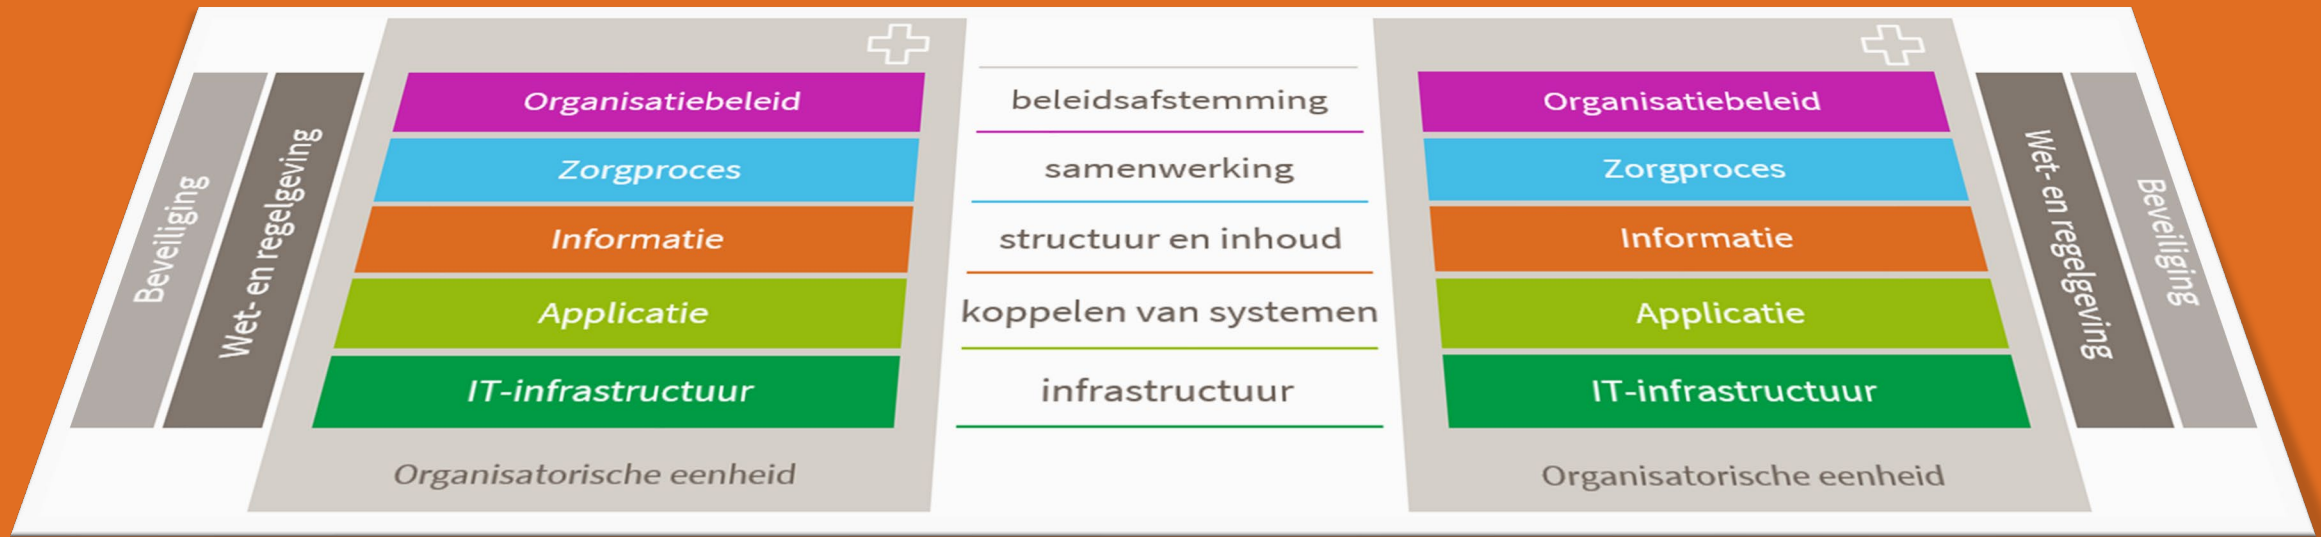 Beveiliging
Wet- en regelgeving
Organisatiebeleid
Zorgproces
Informatie
Applicatie
IT-infrastructuur
Organisatorische eenheid
beleidsafstemming
samenwerking
structuur en inhoud
koppelen van systemen
infrastructuur
Organisatiebeleid
Zorgproces
Informatie
Applicatie
IT-infrastructuur
Organisatorische eenheid
Wet- en regelgeving
Beveiliging